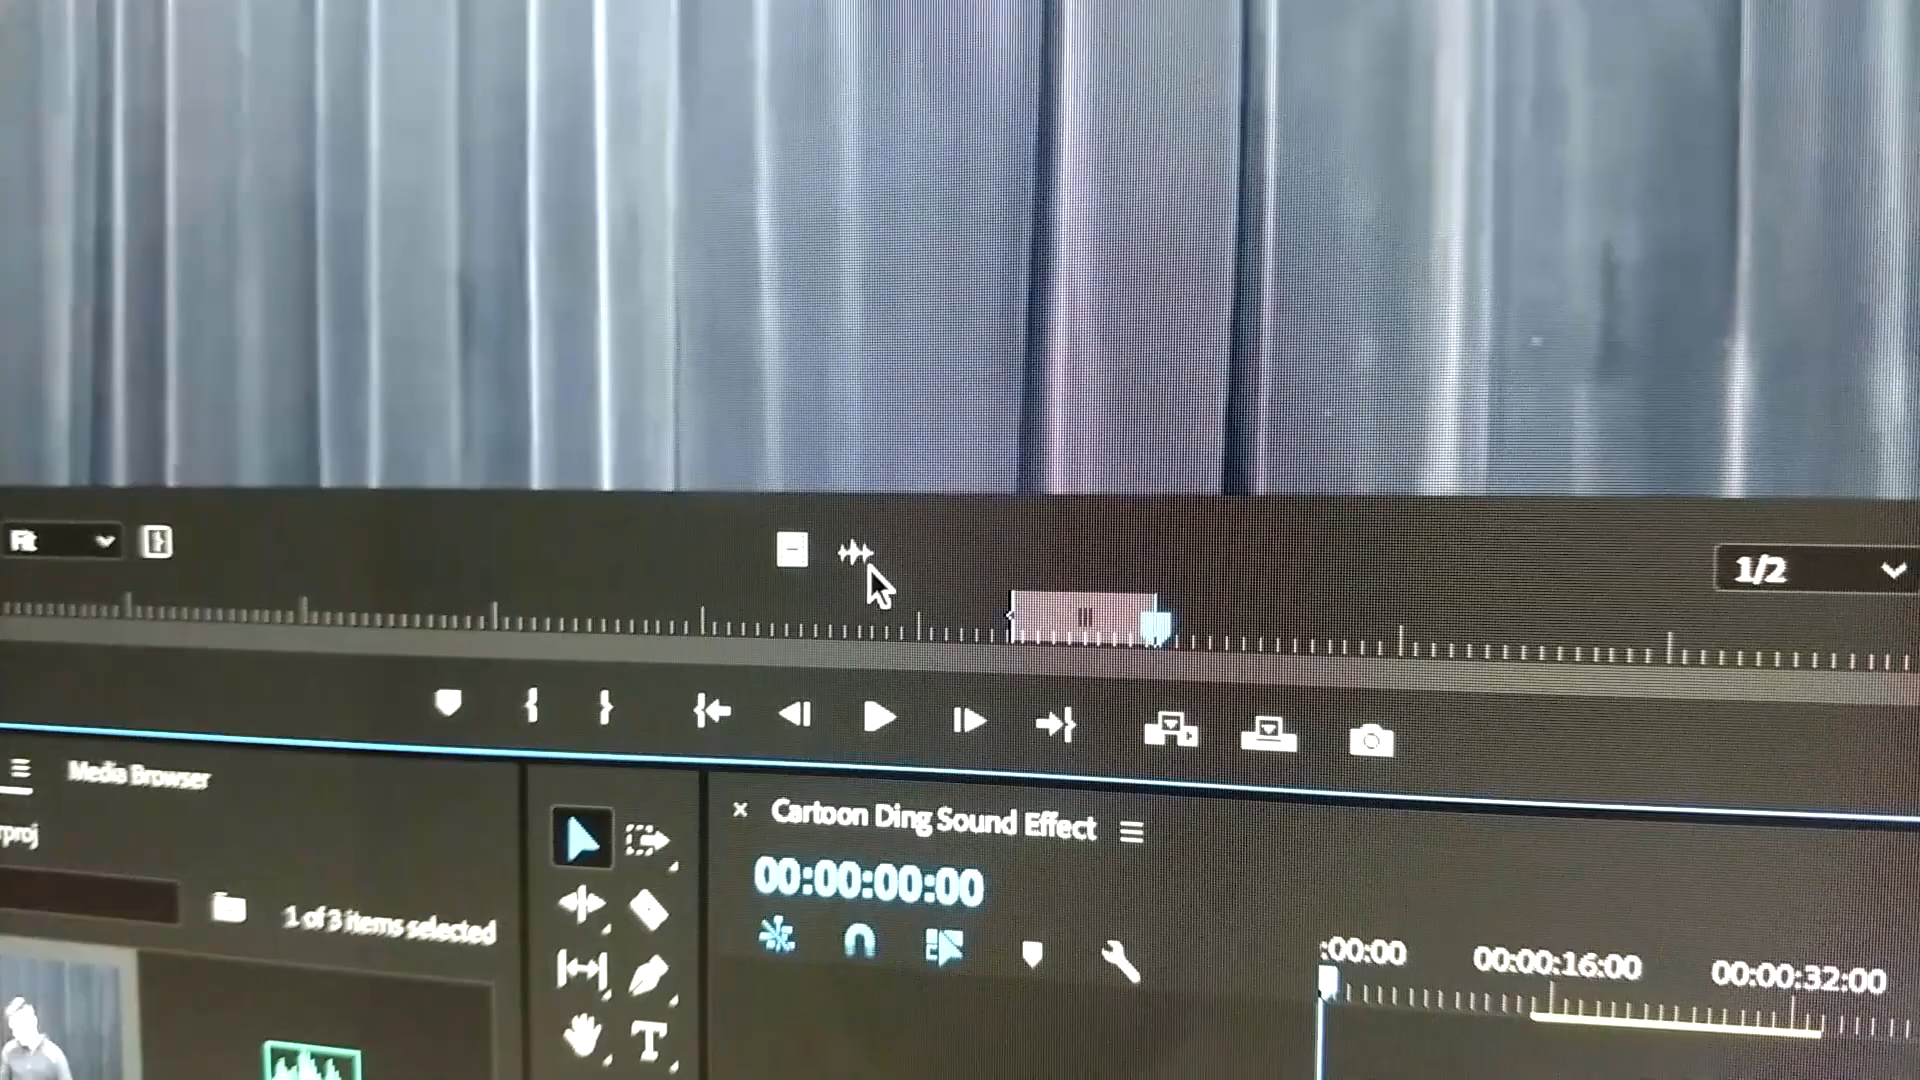 Fit
1/2
Media Browser
rproj
1 of 3 items selected
Cartoon Ding Sound Effect
00:00:00:00
:00:00
00:00:16:00
00:00:32:00